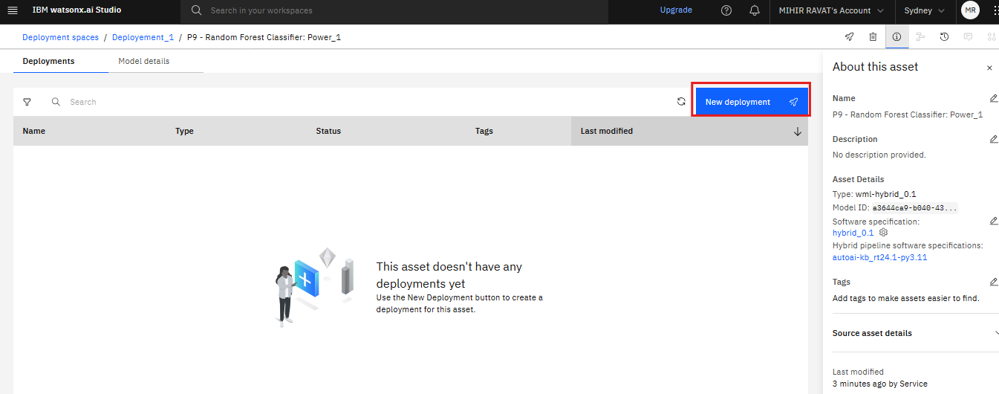 IBM watsonx.ai Studio
Search in your workspaces
Upgrade
MIHIR RAVAT's Account
Sydney
MR
Deployment spaces / Deployement_1 / P9 - Random Forest Classifier: Power_1
Deployments
Model details
Search
New deployment
Name
Type
Status
Tags
Last modified
This asset doesn't have any
deployments yet
Use the New Deployment button to create a
deployment for this asset.
About this asset
Name
P9 - Random Forest Classifier: Power_1
Description
No description provided.
Asset Details
Type: wml-hybrid_0.1
Model ID: a3644ca9-b040-43...
Software specification:
hybrid_0.1
Hybrid pipeline software specifications:
autoai-kb_rt24.1-py3.11
Tags
Add tags to make assets easier to find.
Source asset details
Last modified
3 minutes ago by Service